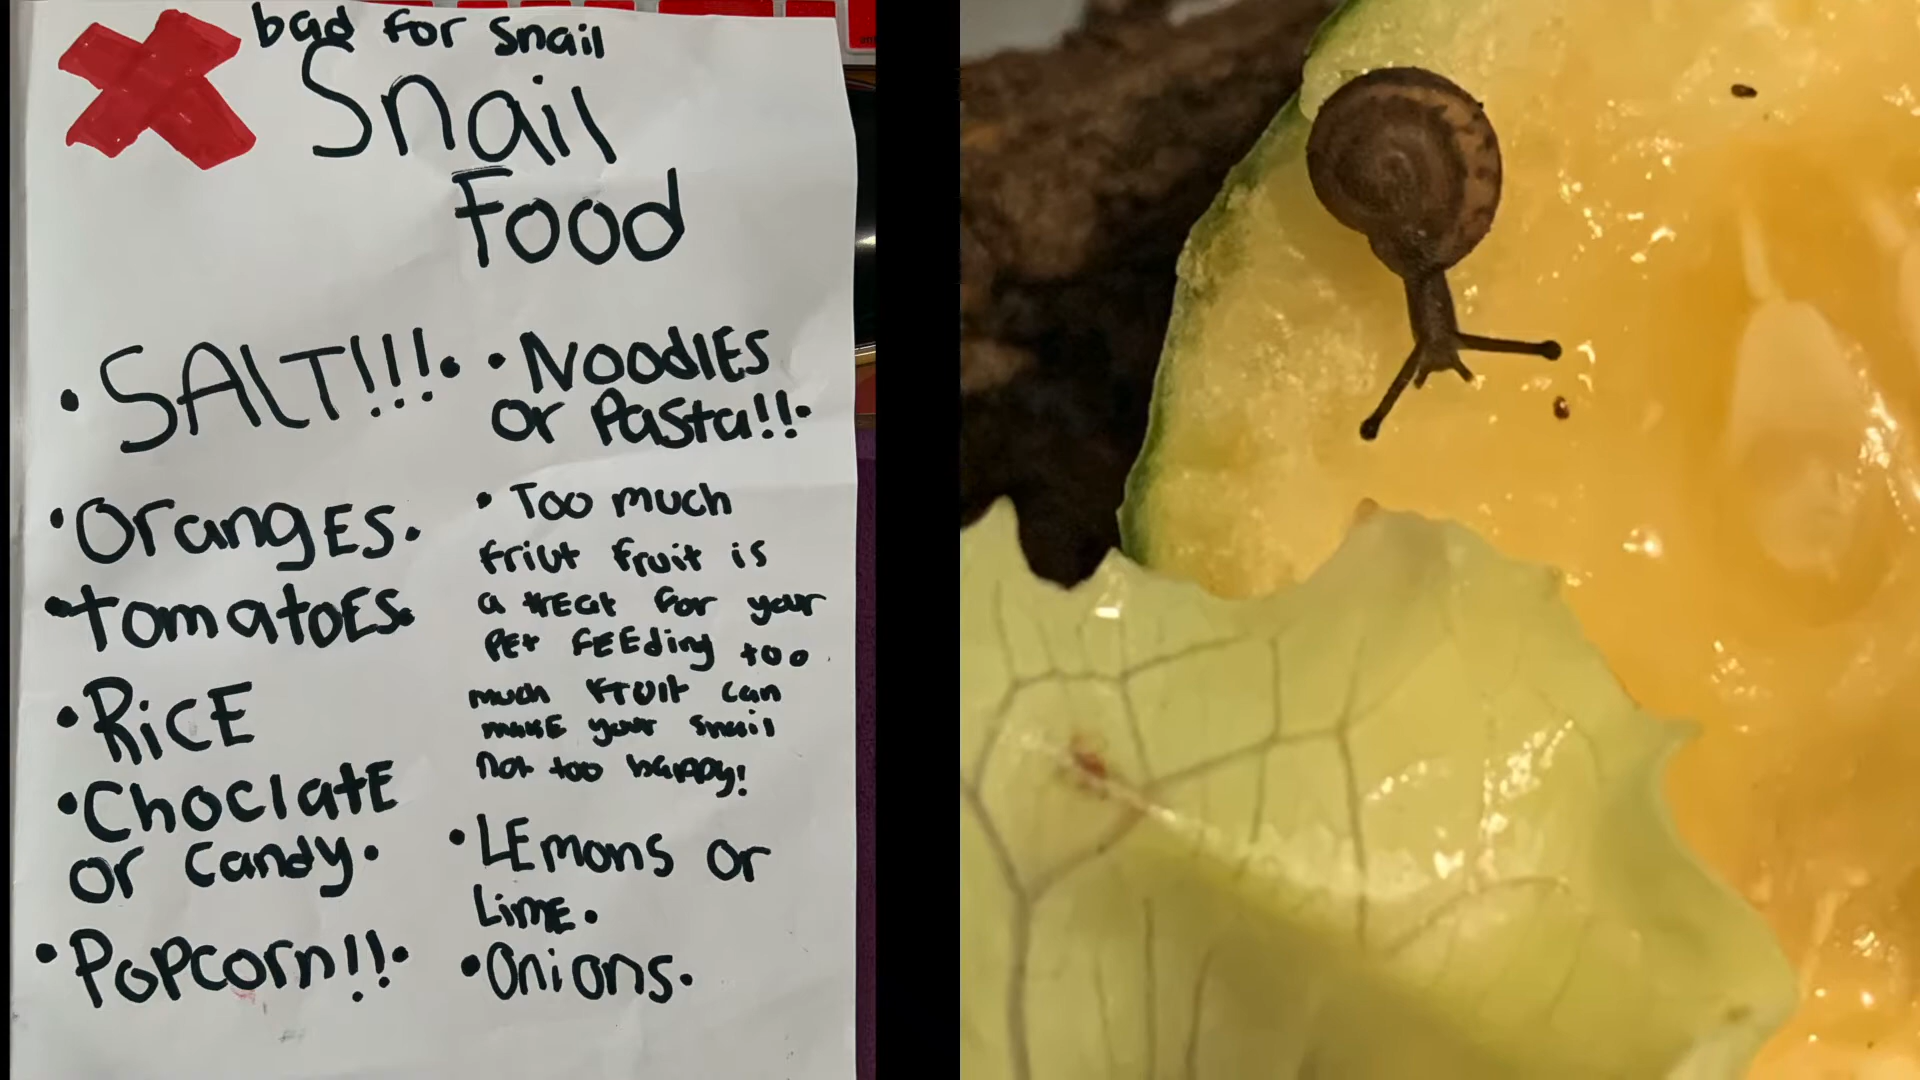 bad for snail
Snail
Food
• SALT!!!•
• Oranges.
• tomatoes.
• Rice
• Choclate
or candy.
• Popcorn!!•
• Noodles
or Pasta!!•
• Too much
friut fruit is
a treat for your
Pet feeding too
much fruit can
make your snail
not too happy!
• Lemons or
Lime.
• Onions.